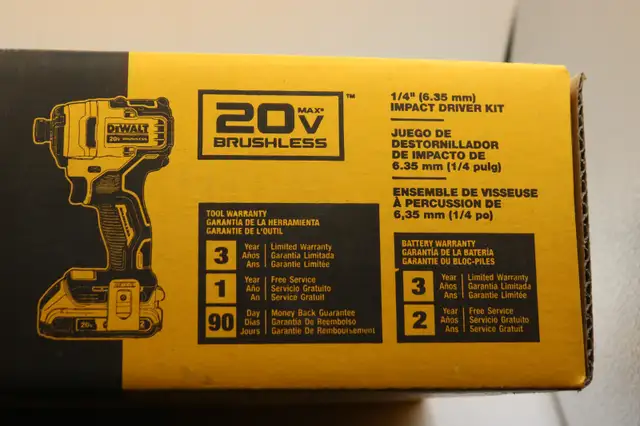 DEWALT
20v
20v
20V MAX*
BRUSHLESS
™
1/4" (6.35 mm)
IMPACT DRIVER KIT
JUEGO DE
DESTORNILLADOR
DE IMPACTO DE
6.35 mm (1/4 pulg)
ENSEMBLE DE VISSEUSE
À PERCUSSION DE
6,35 mm (1/4 po)
TOOL WARRANTY
GARANTÍA DE LA HERRAMIENTA
GARANTIE DE L'OUTIL
3 Year | Limited Warranty
Años | Garantía Limitada
Ans | Garantie Limitée
1 Year | Free Service
Año | Servicio Gratuito
An | Service Gratuit
90 Day | Money Back Guarantee
Días | Garantía De Reembolso
Jours | Garantie De Remboursement
BATTERY WARRANTY
GARANTÍA DE LA BATERÍA
GARANTIE DU BLOC-PILES
3 Year | Limited Warranty
Años | Garantía Limitada
Ans | Garantie Limitée
2 Year | Free Service
Años | Servicio Gratuito
Ans | Service Gratuit